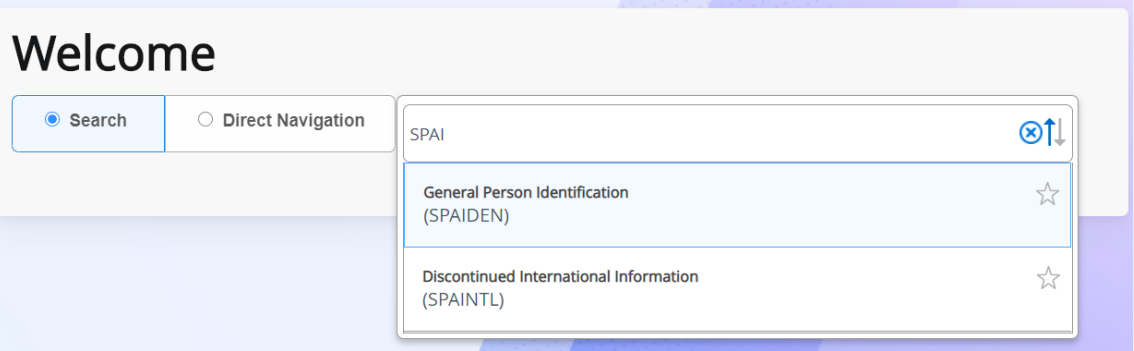 Welcome
Search
Direct Navigation
SPAI
General Person Identification
(SPAIDEN)
Discontinued International Information
(SPAINTL)